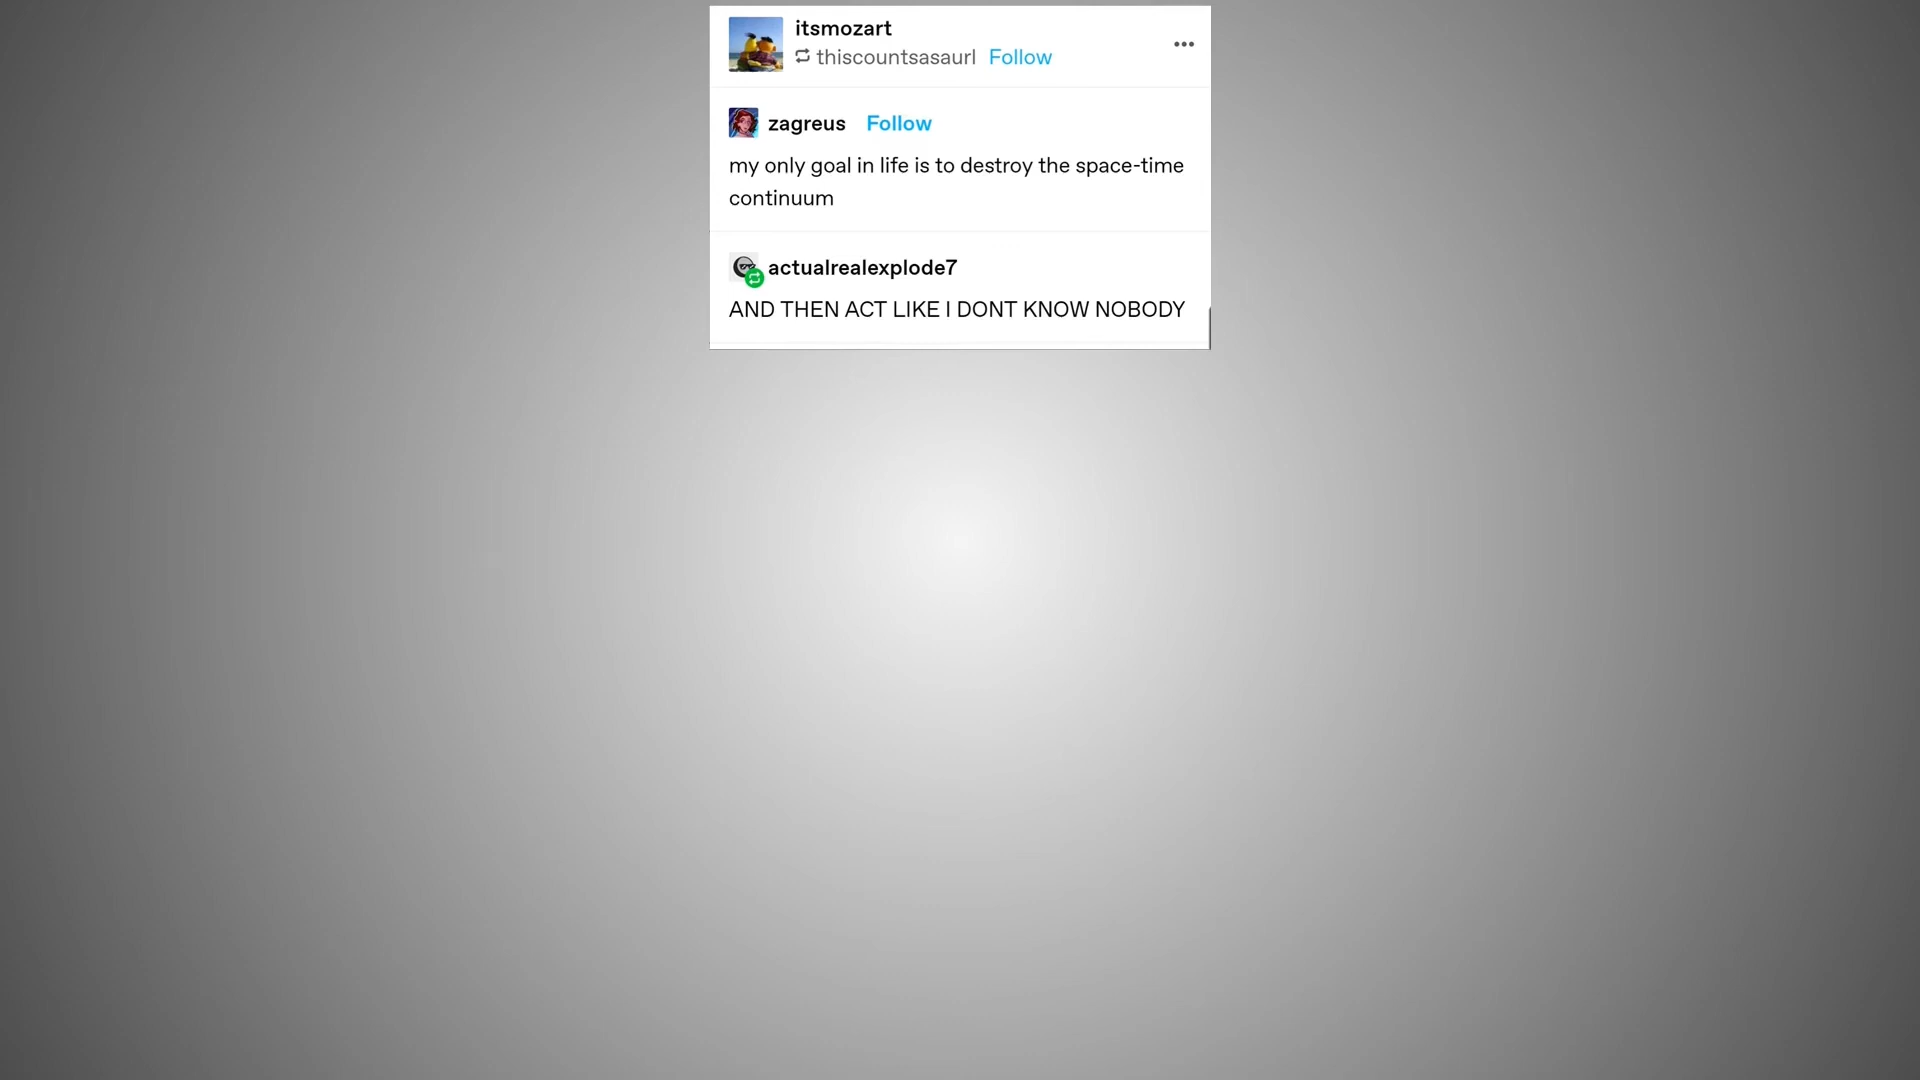 itsmozart
thiscountsasaurl Follow
zagreus Follow
my only goal in life is to destroy the space-time
continuum
actualrealexplode7
AND THEN ACT LIKE I DONT KNOW NOBODY